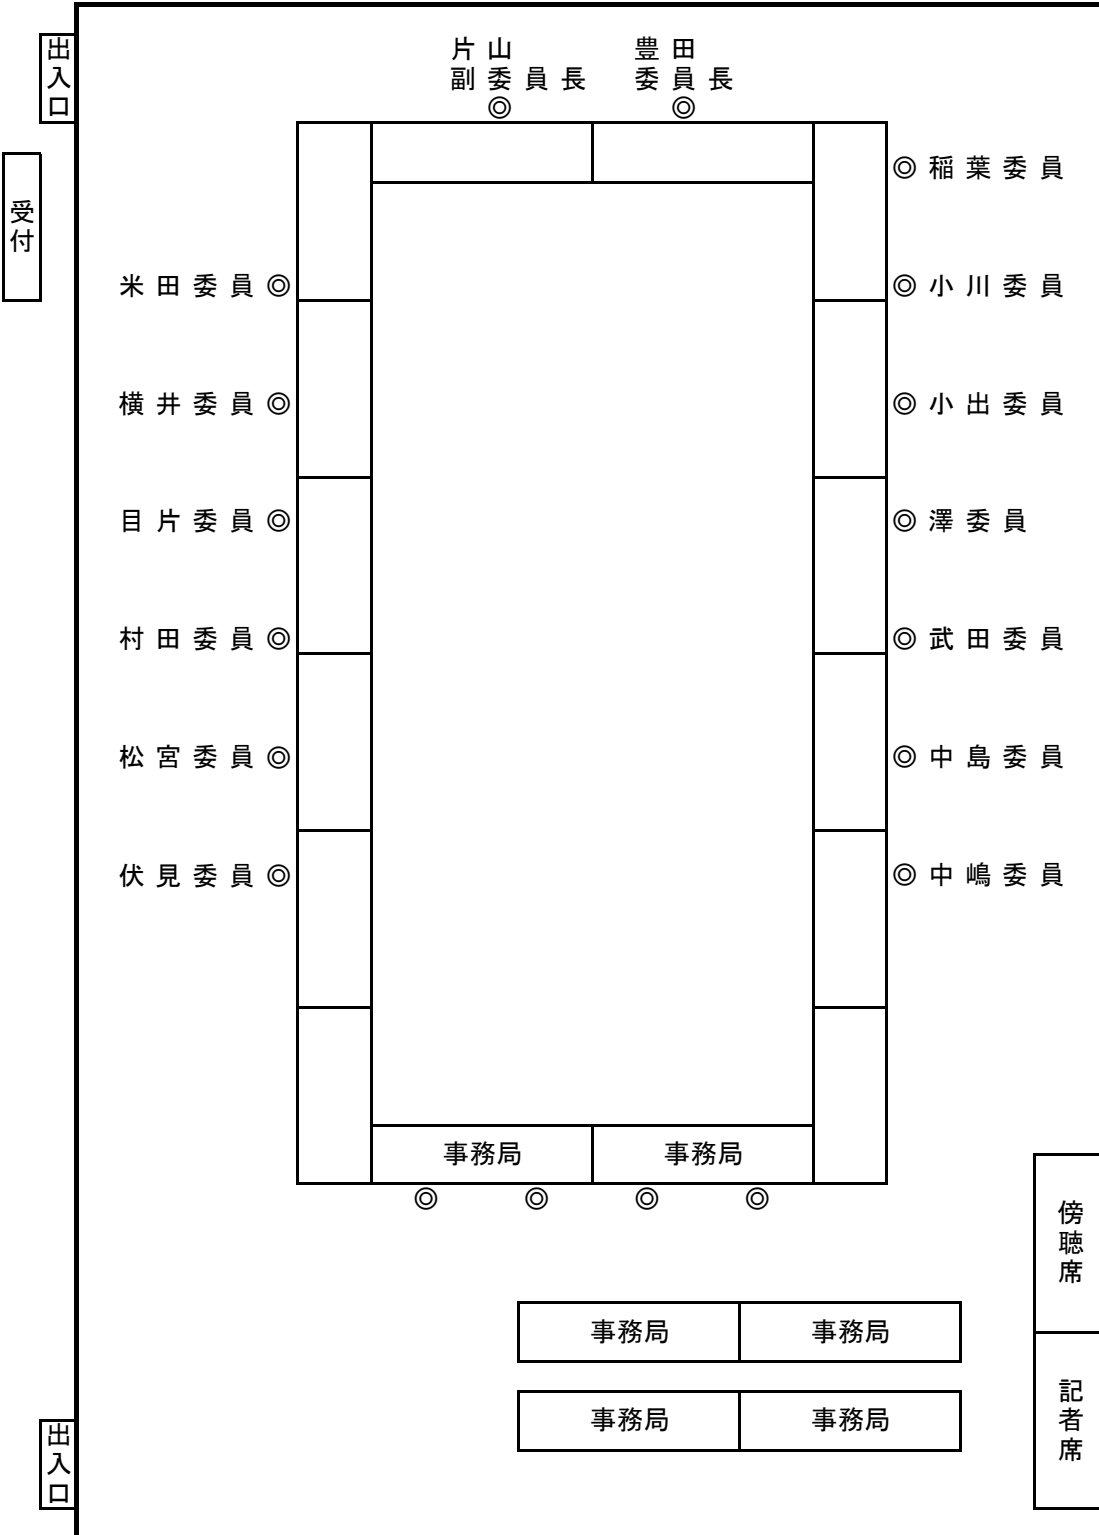 出入口
片山
副委員長
◎
豊田
委員長
◎
受付
◎稲葉委員
米田委員◎
◎小川委員
横井委員◎
◎小出委員
目片委員◎
◎澤委員
村田委員◎
◎武田委員
松宮委員◎
◎中島委員
伏見委員◎
◎中嶋委員
事務局
事務局
◎ ◎ ◎ ◎
傍聴席
事務局
事務局
記者席
事務局
事務局
出入口